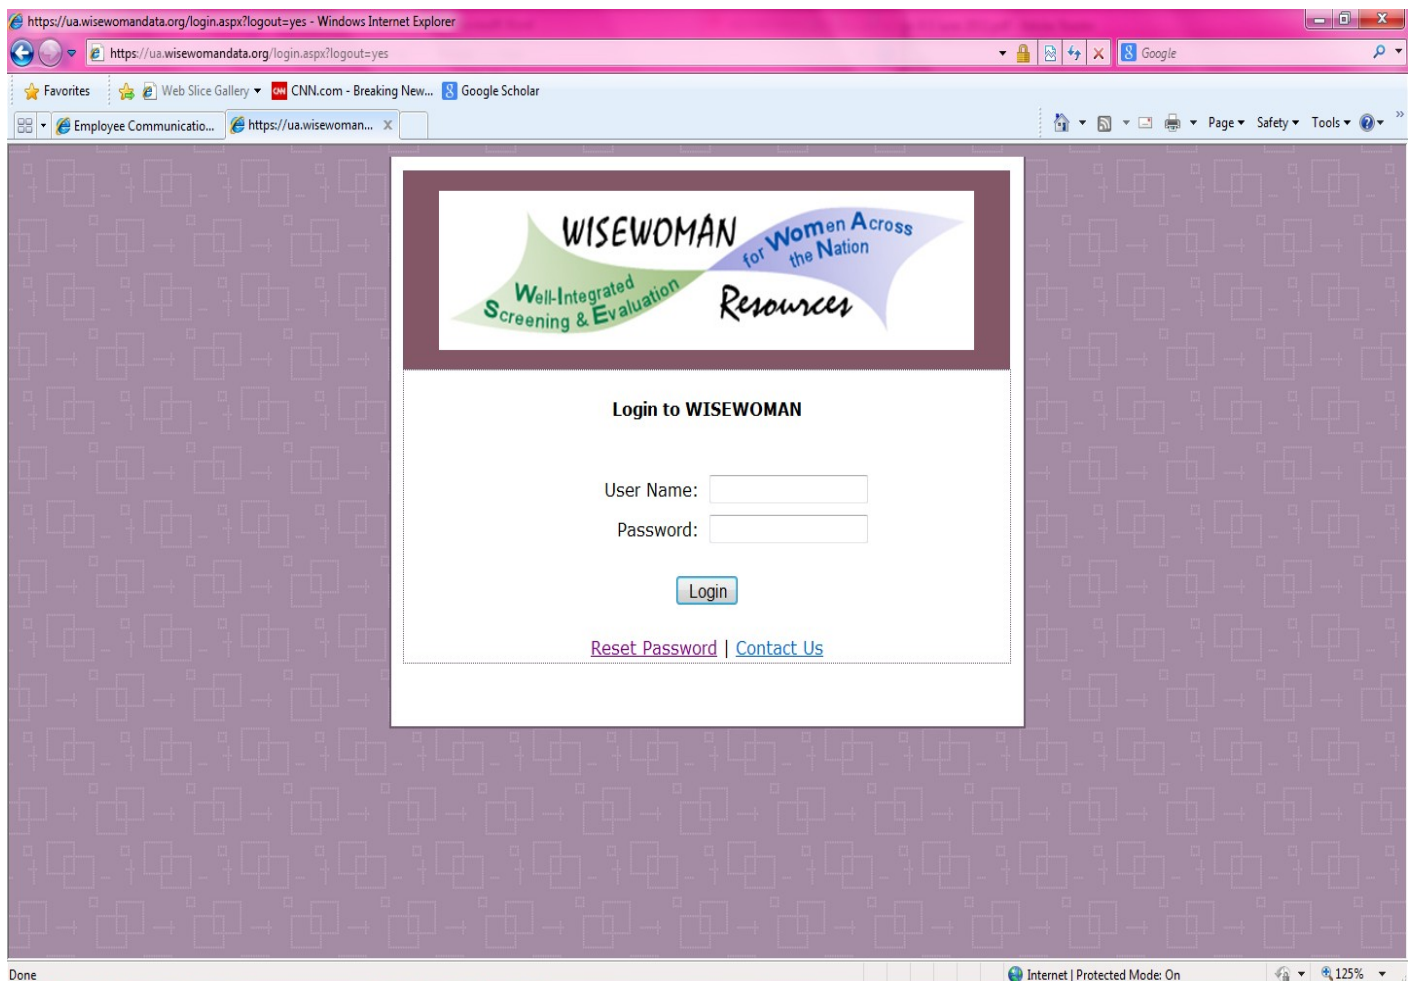 https://ua.wisewomandata.org/login.aspx?logout=yes - Windows Internet Explorer
https://ua.wisewomandata.org/login.aspx?logout=yes
Google
Favorites Web Slice Gallery CNN.com - Breaking New... Google Scholar
Employee Communicatio... https://ua.wisewoman... X Page Safety Tools »
WISEWOMAN
for Women Across
the Nation
Well-Integrated
Screening & Evaluation
Resources
Login to WISEWOMAN
User Name:
Password:
Login
Reset Password | Contact Us
Done Internet | Protected Mode: On 125%